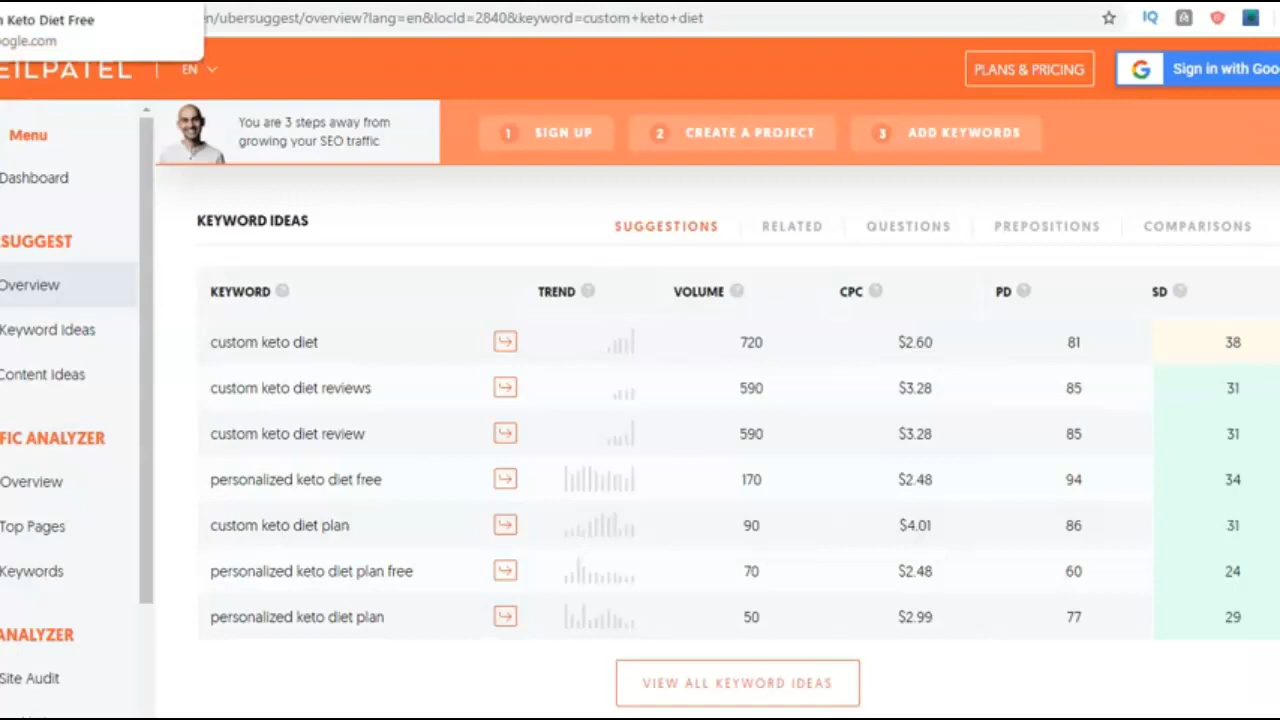 n Keto Diet Free
ogle.com
en/ubersuggest/overview?lang=en&locId=2840&keyword=custom+keto+diet
IQ
EILPATEL
EN
PLANS & PRICING
G
Sign in with Goo
You are 3 steps away from
growing your SEO traffic
1 SIGN UP
2 CREATE A PROJECT
3 ADD KEYWORDS
Menu
Dashboard
SUGGEST
Overview
Keyword Ideas
Content Ideas
FIC ANALYZER
Overview
Top Pages
Keywords
ANALYZER
Site Audit
KEYWORD IDEAS
SUGGESTIONS RELATED QUESTIONS PREPOSITIONS COMPARISONS
KEYWORD ? TREND ? VOLUME ? CPC ? PD ? SD ?
custom keto diet 720 $2.60 81 38
custom keto diet reviews 590 $3.28 85 31
custom keto diet review 590 $3.28 85 31
personalized keto diet free 170 $2.48 94 34
custom keto diet plan 90 $4.01 86 31
personalized keto diet plan free 70 $2.48 60 24
personalized keto diet plan 50 $2.99 77 29
VIEW ALL KEYWORD IDEAS